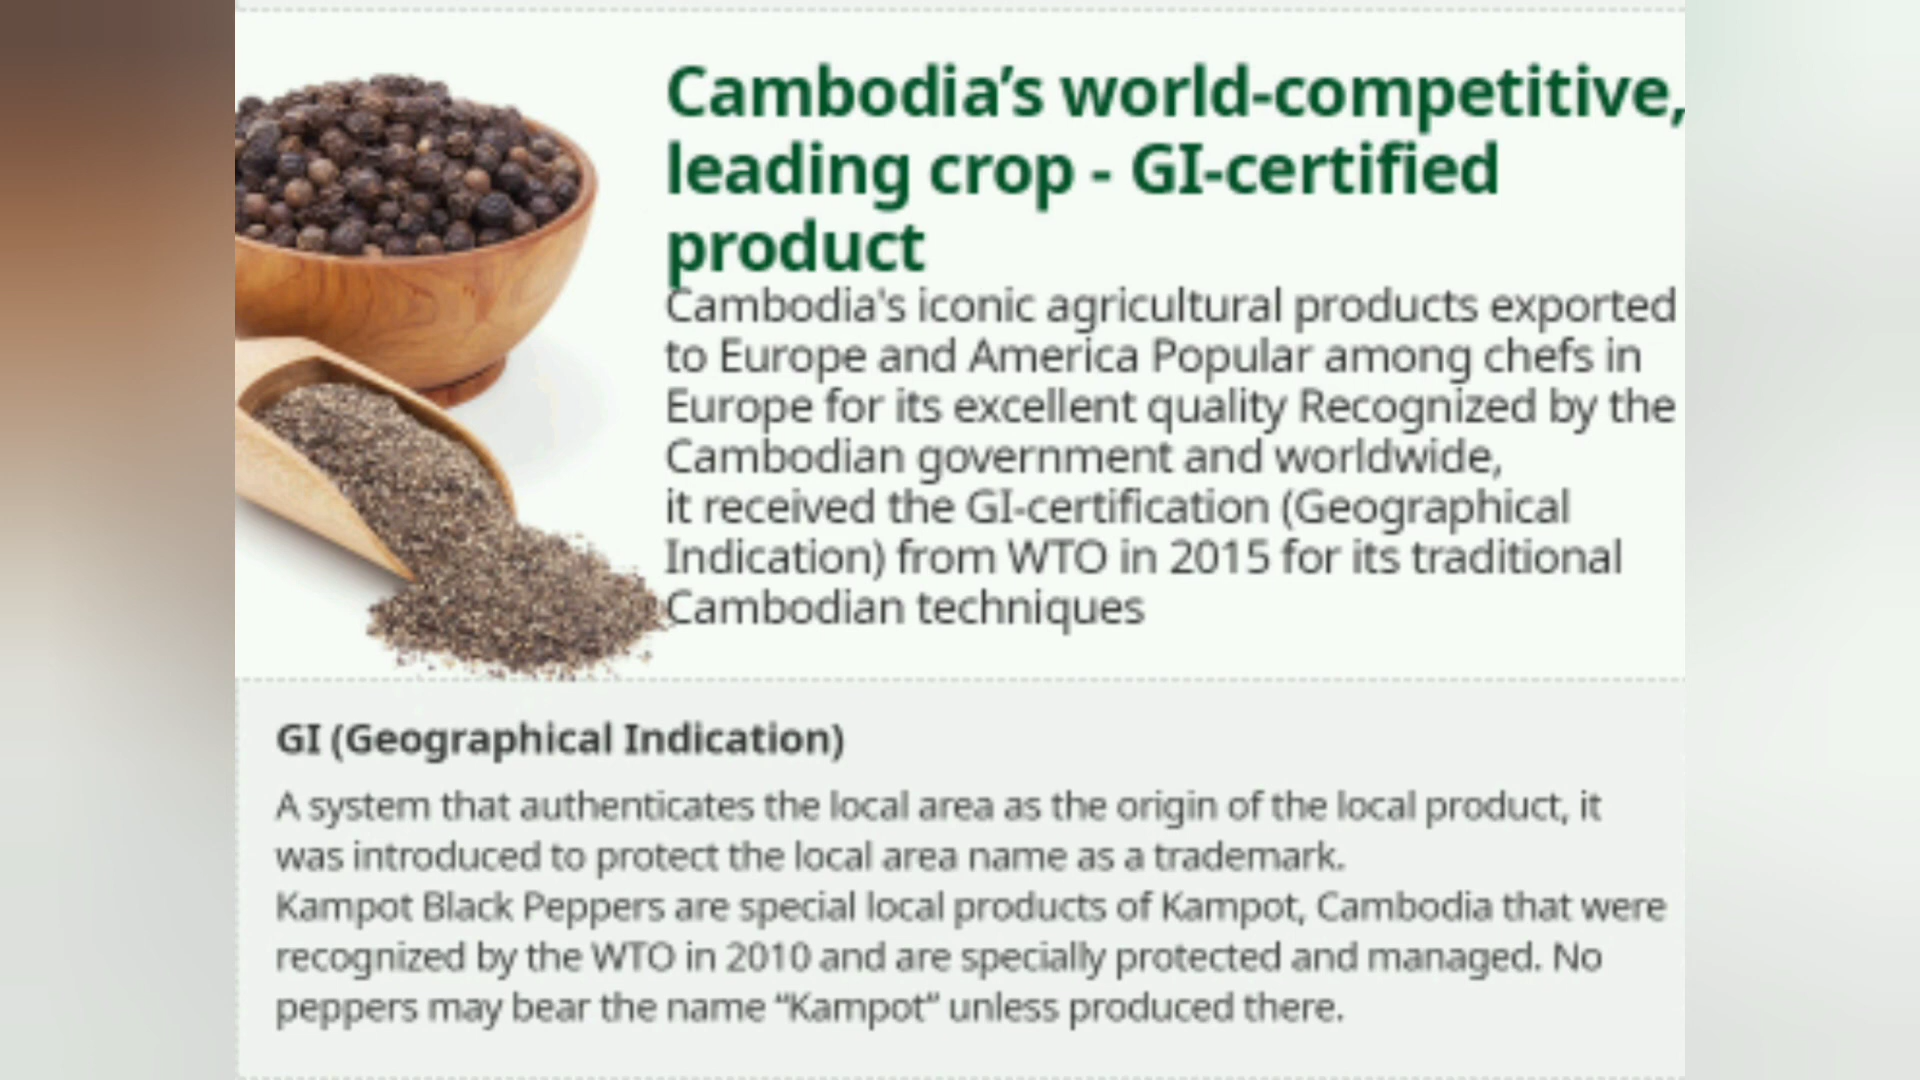 Cambodia’s world-competitive,
leading crop - GI-certified
product
Cambodia's iconic agricultural products exported
to Europe and America Popular among chefs in
Europe for its excellent quality Recognized by the
Cambodian government and worldwide,
it received the GI-certification (Geographical
Indication) from WTO in 2015 for its traditional
Cambodian techniques
GI (Geographical Indication)
A system that authenticates the local area as the origin of the local product, it
was introduced to protect the local area name as a trademark.
Kampot Black Peppers are special local products of Kampot, Cambodia that were
recognized by the WTO in 2010 and are specially protected and managed. No
peppers may bear the name “Kampot” unless produced there.